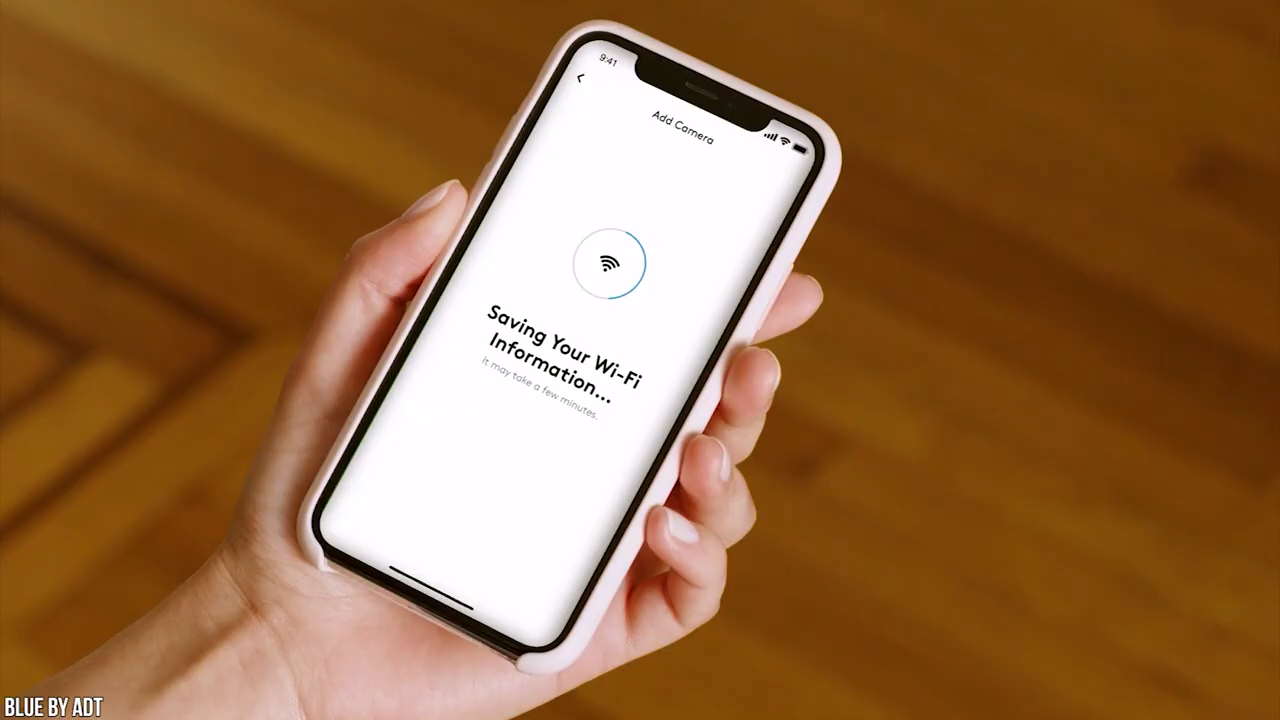 9:41
Add Camera
Saving Your Wi-Fi
Information...
It may take a few minutes.
BLUE BY ADT